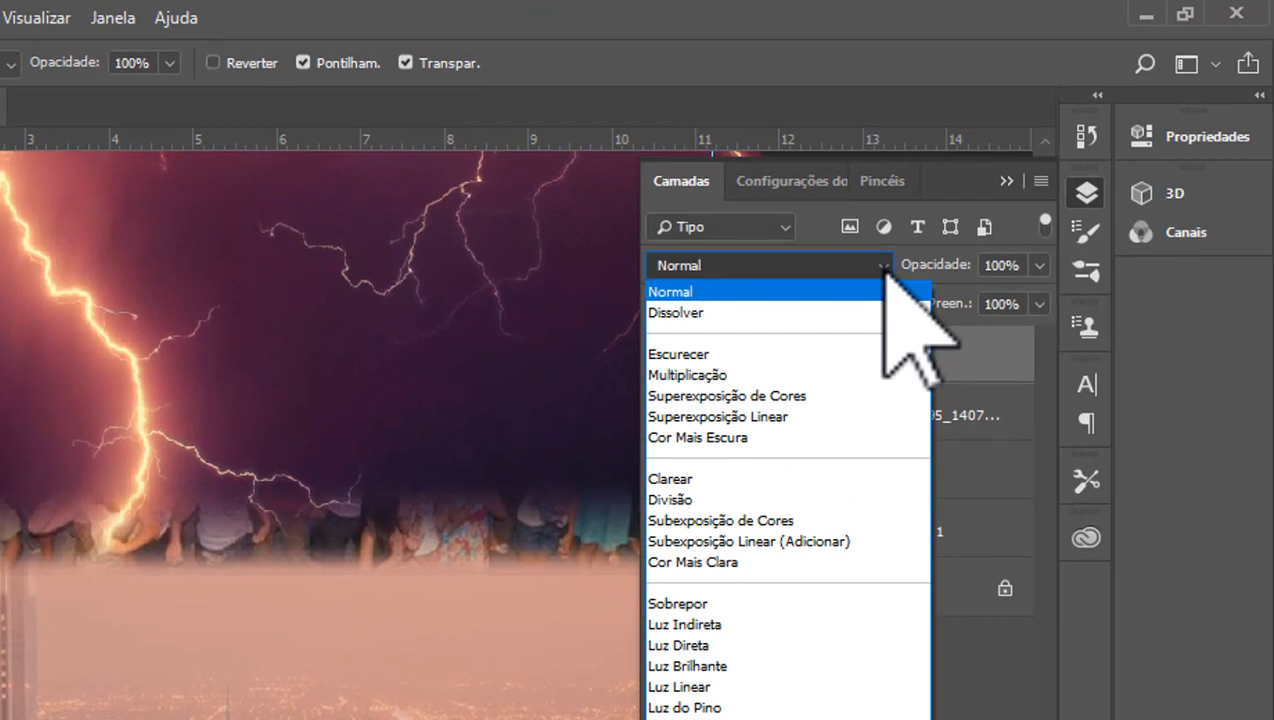 Visualizar Janela Ajuda
Opacidade: 100% Reverter Pontilham. Transpar.
3 4 5 6 7 8 9 10 11 12 13 14
Camadas Configurações do Pincéis
Tipo
Normal Opacidade: 100%
Normal
Preen.: 100%
Dissolver
Escurecer
Multiplicação
Superexposição de Cores
Superexposição Linear
95_1407...
Cor Mais Escura
Clarear
Divisão
Subexposição de Cores
Subexposição Linear (Adicionar)
1
Cor Mais Clara
Sobrepor
Luz Indireta
Luz Direta
Luz Brilhante
Luz Linear
Luz do Pino
Propriedades
3D
Canais